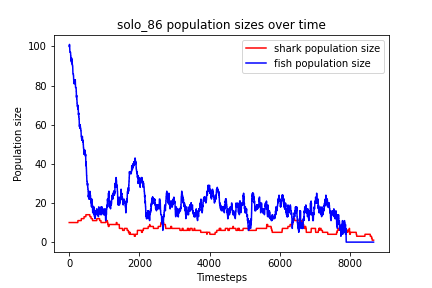 solo_86 population sizes over time
shark population size
fish population size
Population size
100
80
60
40
20
0
0
2000
4000
6000
8000
Timesteps